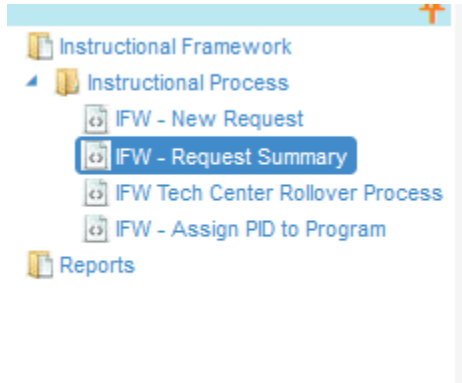 Instructional Framework
Instructional Process
IFW - New Request
IFW - Request Summary
IFW Tech Center Rollover Process
IFW - Assign PID to Program
Reports